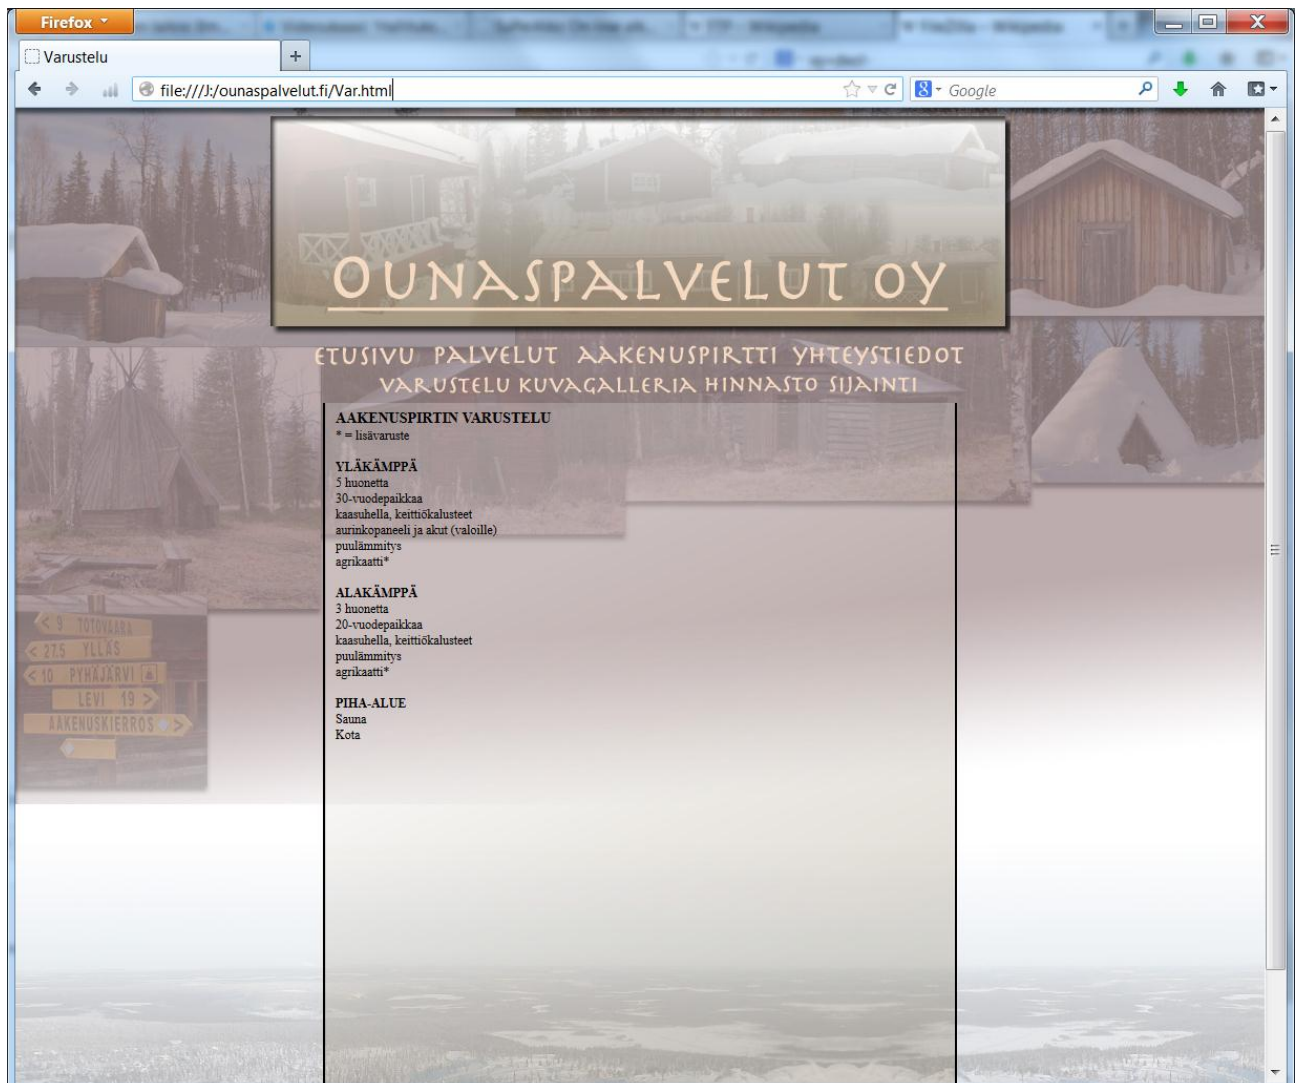 Firefox
Varustelu
file:///J:/ounaspalvelut.fi/Var.html
Google
OUNASPALVELUT OY
ETUSIVU PALVELUT AAKENUSPIRTTI YHTEYSTIEDOT
VARUSTELU KUVAGALLERIA HINNASTO SIJAINTI
AAKENUSPIRTIN VARUSTELU
* = lisävaruste
YLÄKÄMPPÄ
5 huonetta
30-vuodepaikkaa
kaasuhella, keittiökalusteet
aurinkopaneeli ja akut (valoille)
puulämmitys
agrikaatti*
ALAKÄMPPÄ
3 huonetta
20-vuodepaikkaa
kaasuhella, keittiökalusteet
puulämmitys
agrikaatti*
PIHA-ALUE
Sauna
Kota
< 9 TOTOVAARA
< 27.5 YLLÄS
< 10 PYHÄJÄRVI
LEVI 19 >
AAKENUSKIERROS >